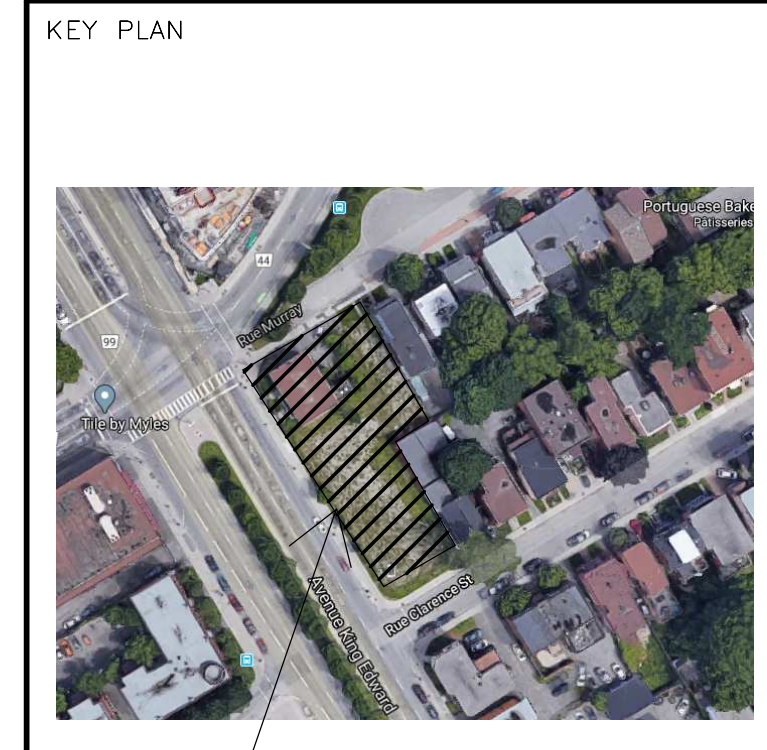 KEY PLAN
Portuguese Bake
Pâtisseries
44
Rue Murray
99
Tile by Myles
Avenue King Edward
Rue Clarence St